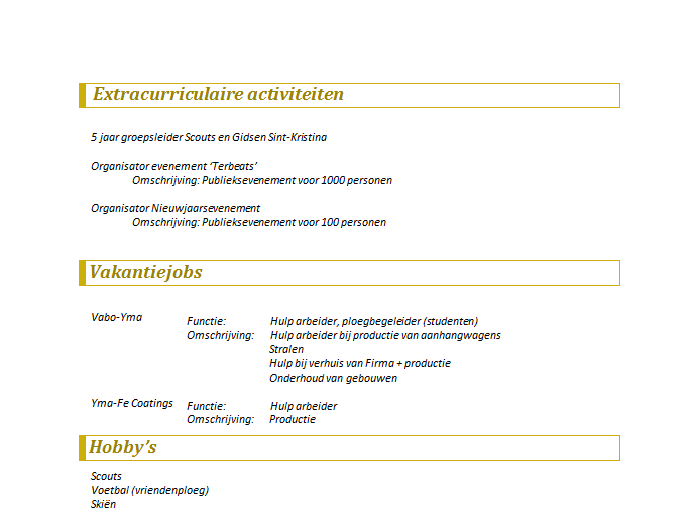 Extracurriculaire activiteiten
5 jaar groepsleider Scouts en Gidsen Sint-Kristina
Organisator evenement ‘Terbeats’
Omschrijving: Publieksevenement voor 1000 personen
Organisator Nieuwjaarsevenement
Omschrijving: Publieksevenement voor 100 personen
Vakantiejobs
Vabo-Yma Functie: Hulp arbeider, ploegbegeleider (studenten)
Omschrijving: Hulp arbeider bij productie van aanhangwagens
Stralen
Hulp bij verhuis van Firma + productie
Onderhoud van gebouwen
Yma-Fe Coatings Functie: Hulp arbeider
Omschrijving: Productie
Hobby’s
Scouts
Voetbal (vriendenploeg)
Skiën